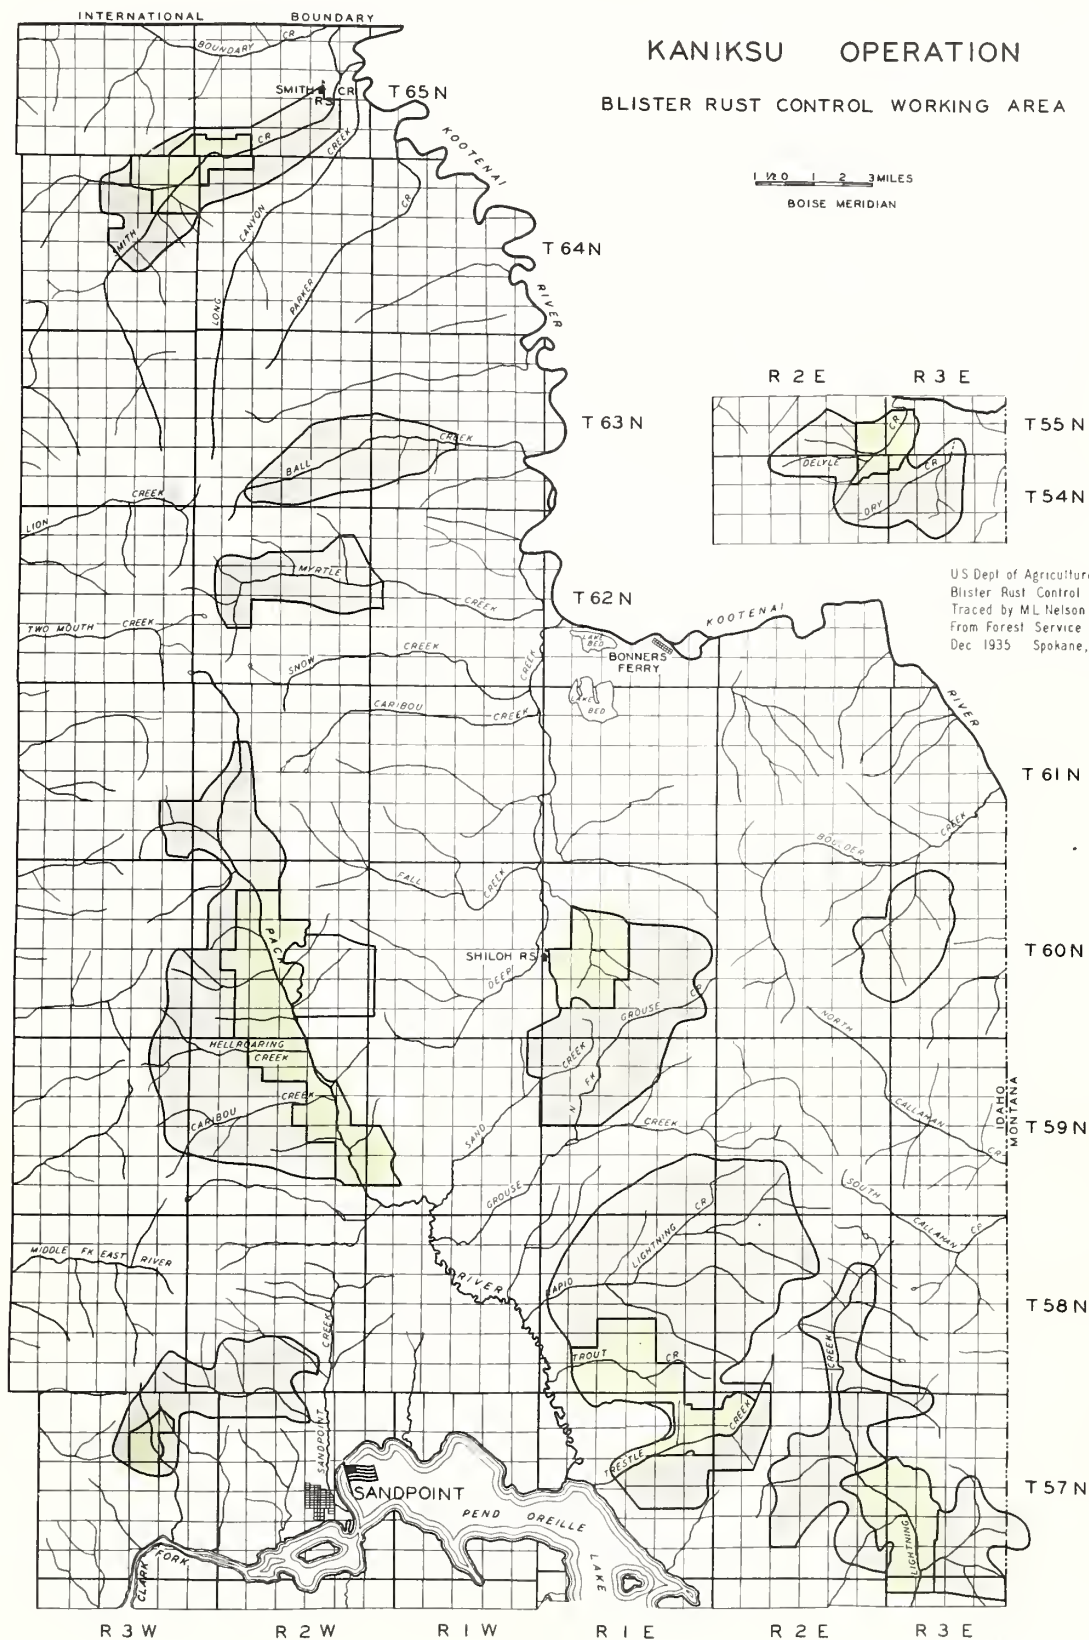 INTERNATIONAL BOUNDARY
BOUNDARY CR
KANIKSU OPERATION
BLISTER RUST CONTROL WORKING AREA
1 1/2 0 1 2 3 MILES
BOISE MERIDIAN
SMITH CR
RS
T 65 N
CR
CREEK
KOOTENAI
CR
CANYON
SMITH
LONG
PARKER
T 64 N
RIVER
R 2 E R 3 E
T 63 N
CREEK
BALL
CR
T 55 N
DELYLE
CR
DRY
T 54 N
LION CREEK
MYRTLE
CREEK
T 62 N
KOOTENAI
US Dept of Agriculture
Blister Rust Control
Traced by ML Nelson
From Forest Service
Dec 1935 Spokane,
TWO MOUTH CREEK
LAKE BED
BONNERS FERRY
SNOW CREEK
CREEK
CARIBOU CREEK
LAKE BED
RIVER
T 61 N
BOULDER CREEK
FALL CREEK
PACK
SHILOH RS
DEEP
T 60 N
GROUSE CR
CREEK
N FK
NORTH
HELLROARING CREEK
CREEK
CARIBOU
SAND
CREEK
GROUSE
CALLAHAN
CR
IDAHO
MONTANA
T 59 N
SOUTH
CALLAHAN
CR
LIGHTNING CR
RAPID
MIDDLE FK EAST RIVER
RIVER
T 58 N
CREEK
TROUT CR
CREEK
SANDPOINT
TRESTLE CREEK
SANDPOINT
PEND OREILLE
LAKE
T 57 N
LIGHTNING
CLARK FORK
R 3 W R 2 W R 1 W R 1 E R 2 E R 3 E